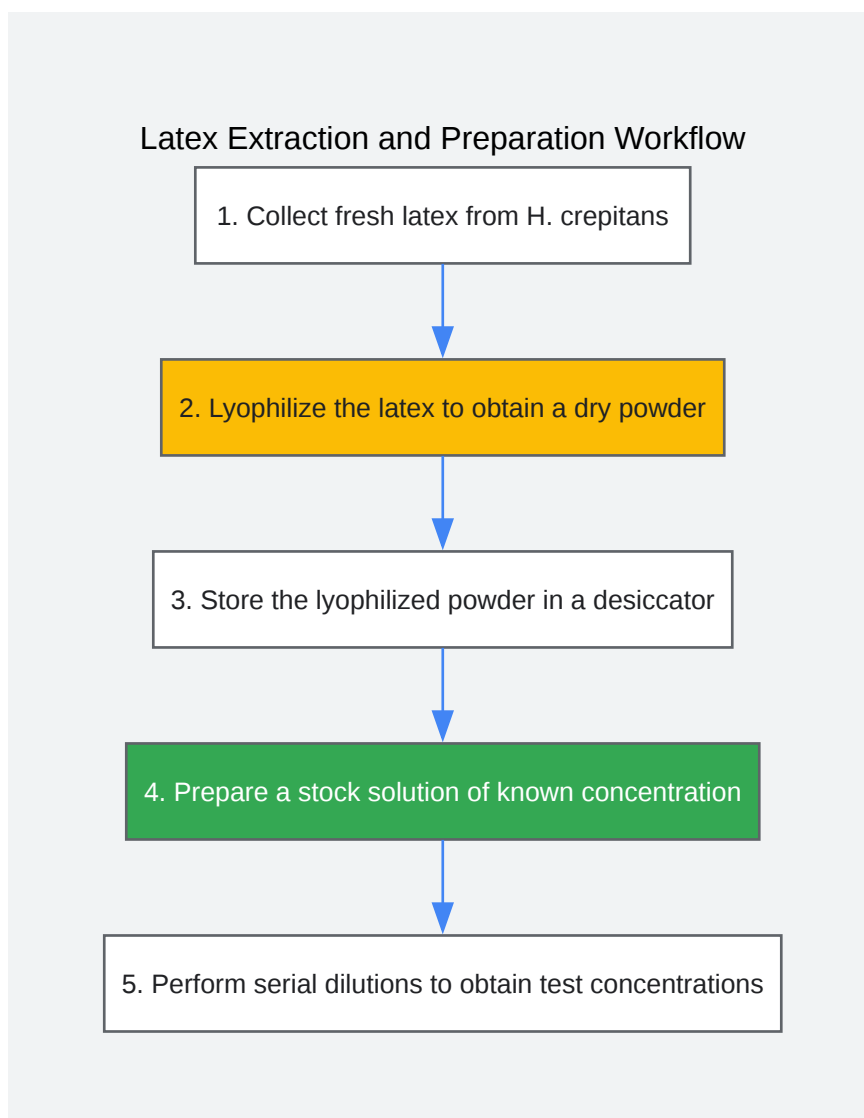 Latex Extraction and Preparation Workflow
1. Collect fresh latex from H. crepitans
2. Lyophilize the latex to obtain a dry powder
3. Store the lyophilized powder in a desiccator
4. Prepare a stock solution of known concentration
5. Perform serial dilutions to obtain test concentrations